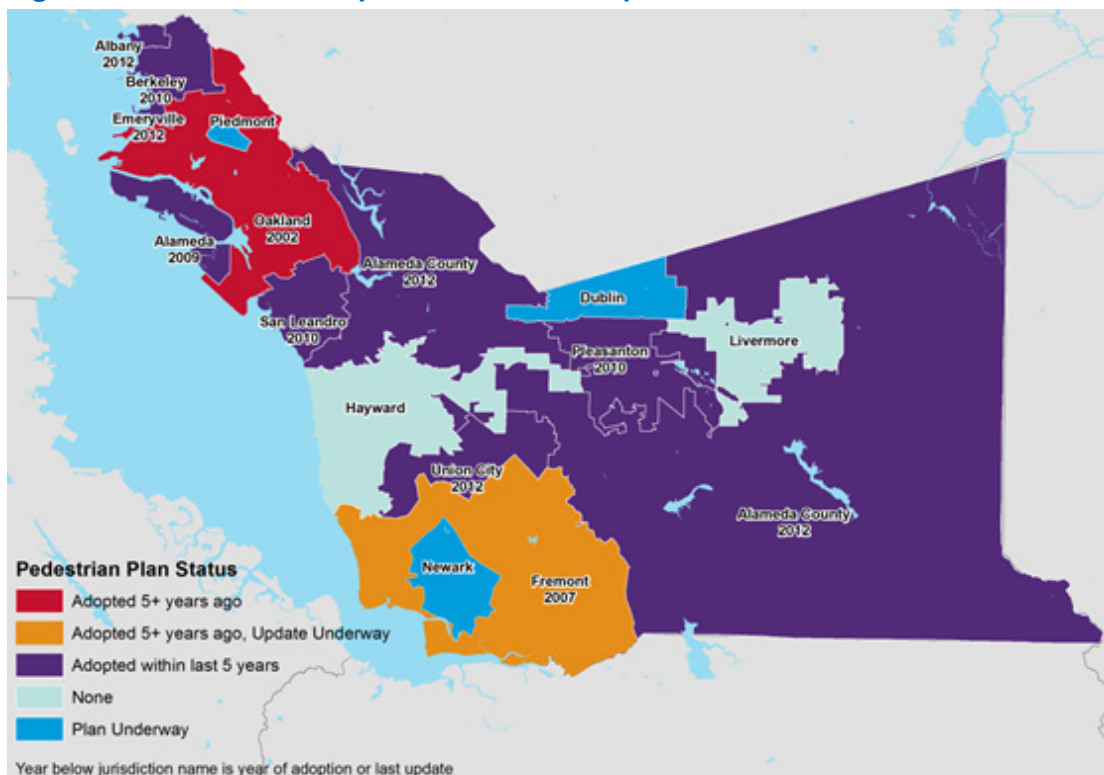 Albany
2012
Berkeley
2010
Emeryville
2012
Piedmont
Oakland
2002
Alameda
2009
Alameda County
2012
San Leandro
2010
Dublin
Pleasanton
2010
Livermore
Hayward
Union City
2012
Alameda County
2012
Newark
Fremont
2007
Pedestrian Plan Status
Adopted 5+ years ago
Adopted 5+ years ago, Update Underway
Adopted within last 5 years
None
Plan Underway
Year below jurisdiction name is year of adoption or last update